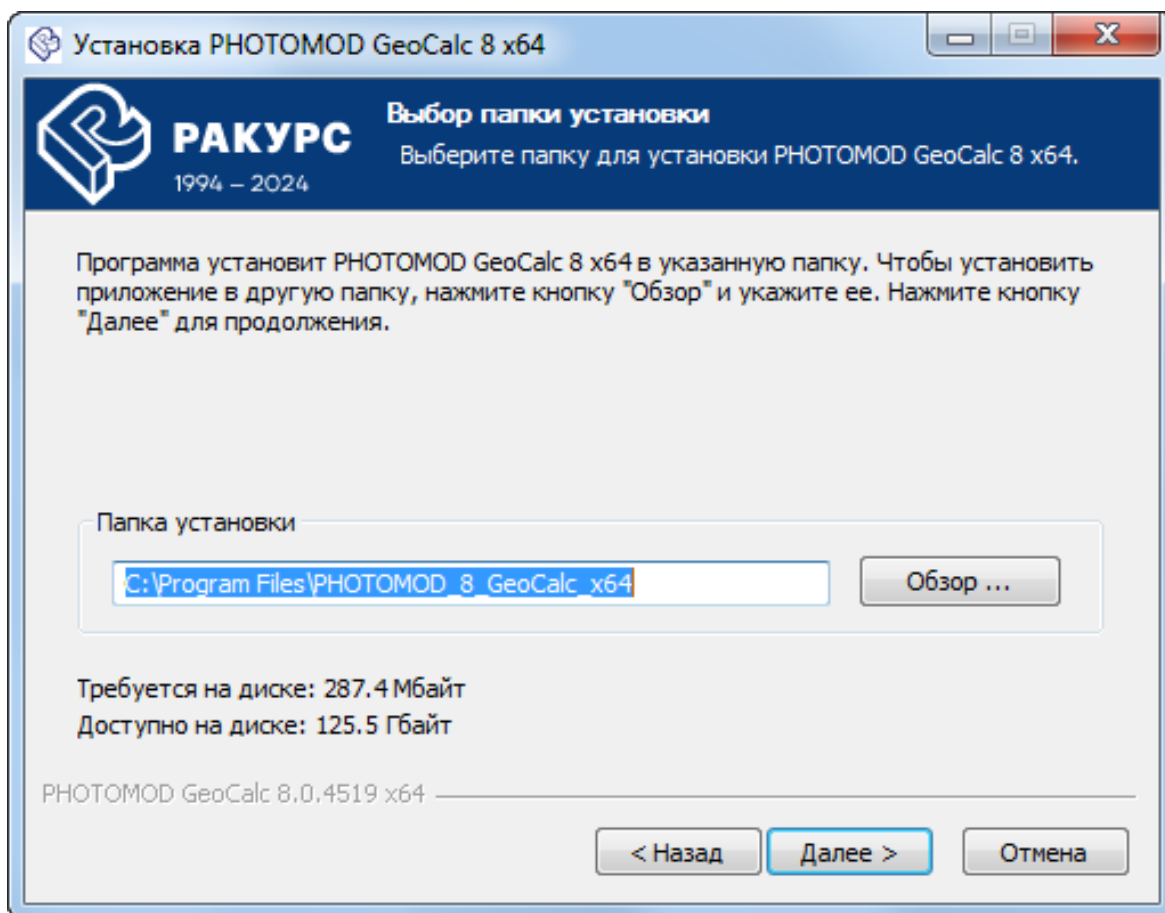 Установка PHOTOMOD GeoCalc 8 x64
РАКУРС
1994 – 2024
Выбор папки установки
Выберите папку для установки PHOTOMOD GeoCalc 8 x64.
Программа установит PHOTOMOD GeoCalc 8 x64 в указанную папку. Чтобы установить
приложение в другую папку, нажмите кнопку "Обзор" и укажите ее. Нажмите кнопку
"Далее" для продолжения.
Папка установки
C:\Program Files\PHOTOMOD_8_GeoCalc_x64
Обзор ...
Требуется на диске: 287.4 Мбайт
Доступно на диске: 125.5 Гбайт
PHOTOMOD GeoCalc 8.0.4519 x64
< Назад
Далее >
Отмена